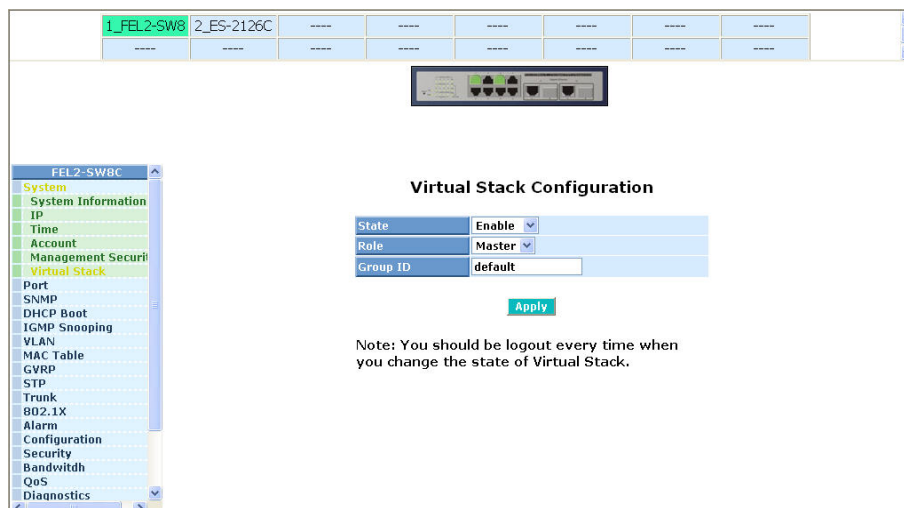 1_FEL2-SW8 2_ES-2126C ---- ---- ---- ---- ---- ----
---- ---- ---- ---- ---- ---- ---- ----
FEL2-SW8C
System
System Information
IP
Time
Account
Management Securit
Virtual Stack
Port
SNMP
DHCP Boot
IGMP Snooping
VLAN
MAC Table
GVRP
STP
Trunk
802.1X
Alarm
Configuration
Security
Bandwitdh
QoS
Diagnostics
Virtual Stack Configuration
State Enable
Role Master
Group ID default
Apply
Note: You should be logout every time when
you change the state of Virtual Stack.